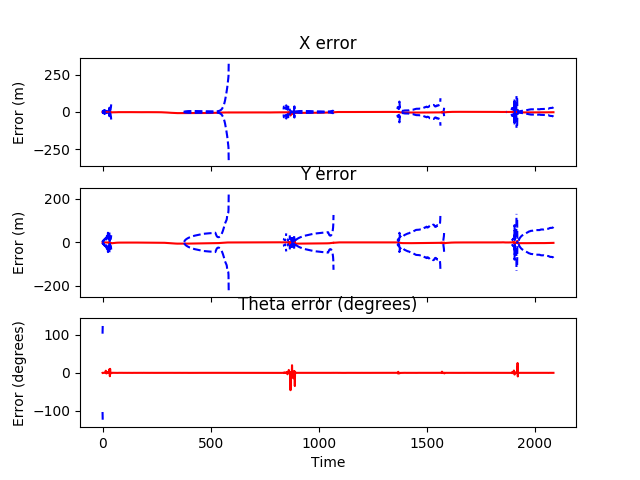 X error
Error (m)
250
0
−250
Y error
Error (m)
200
0
−200
Theta error (degrees)
Error (degrees)
100
0
−100
0 500 1000 1500 2000
Time